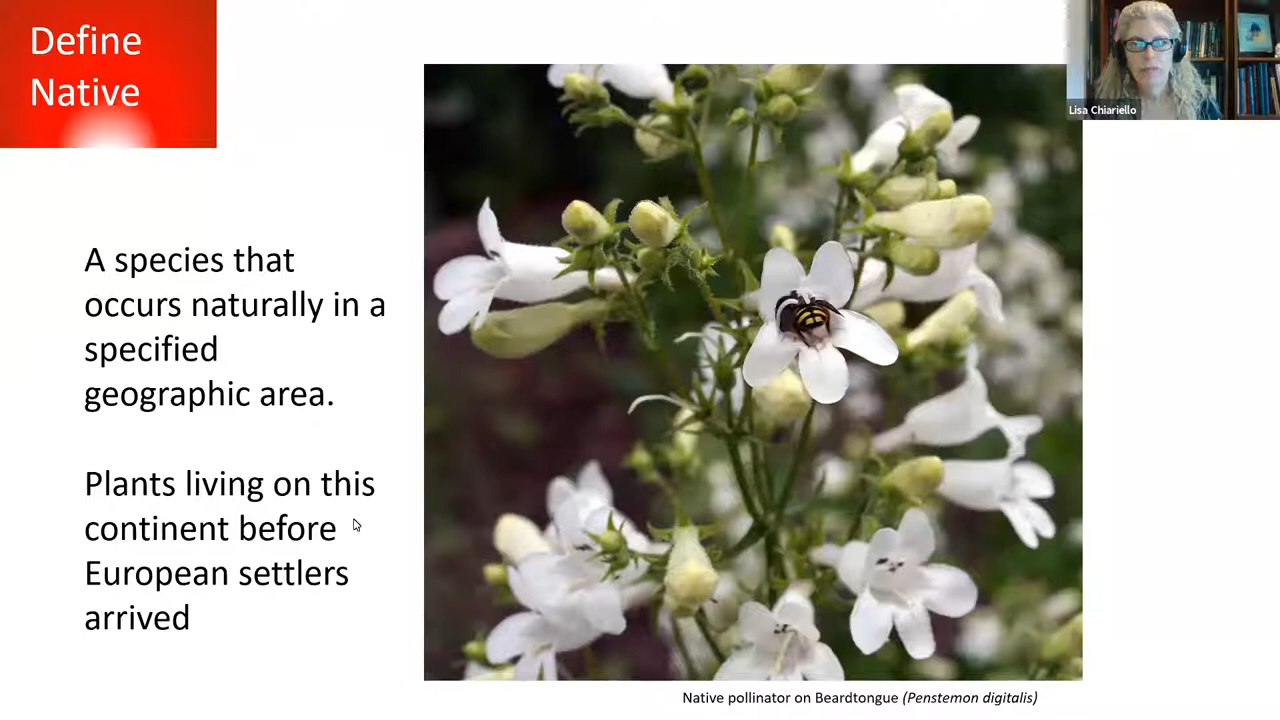 Define
Native
Lisa Chiariello
A species that
occurs naturally in a
specified
geographic area.
Plants living on this
continent before
European settlers
arrived
Native pollinator on Beardtongue (Penstemon digitalis)